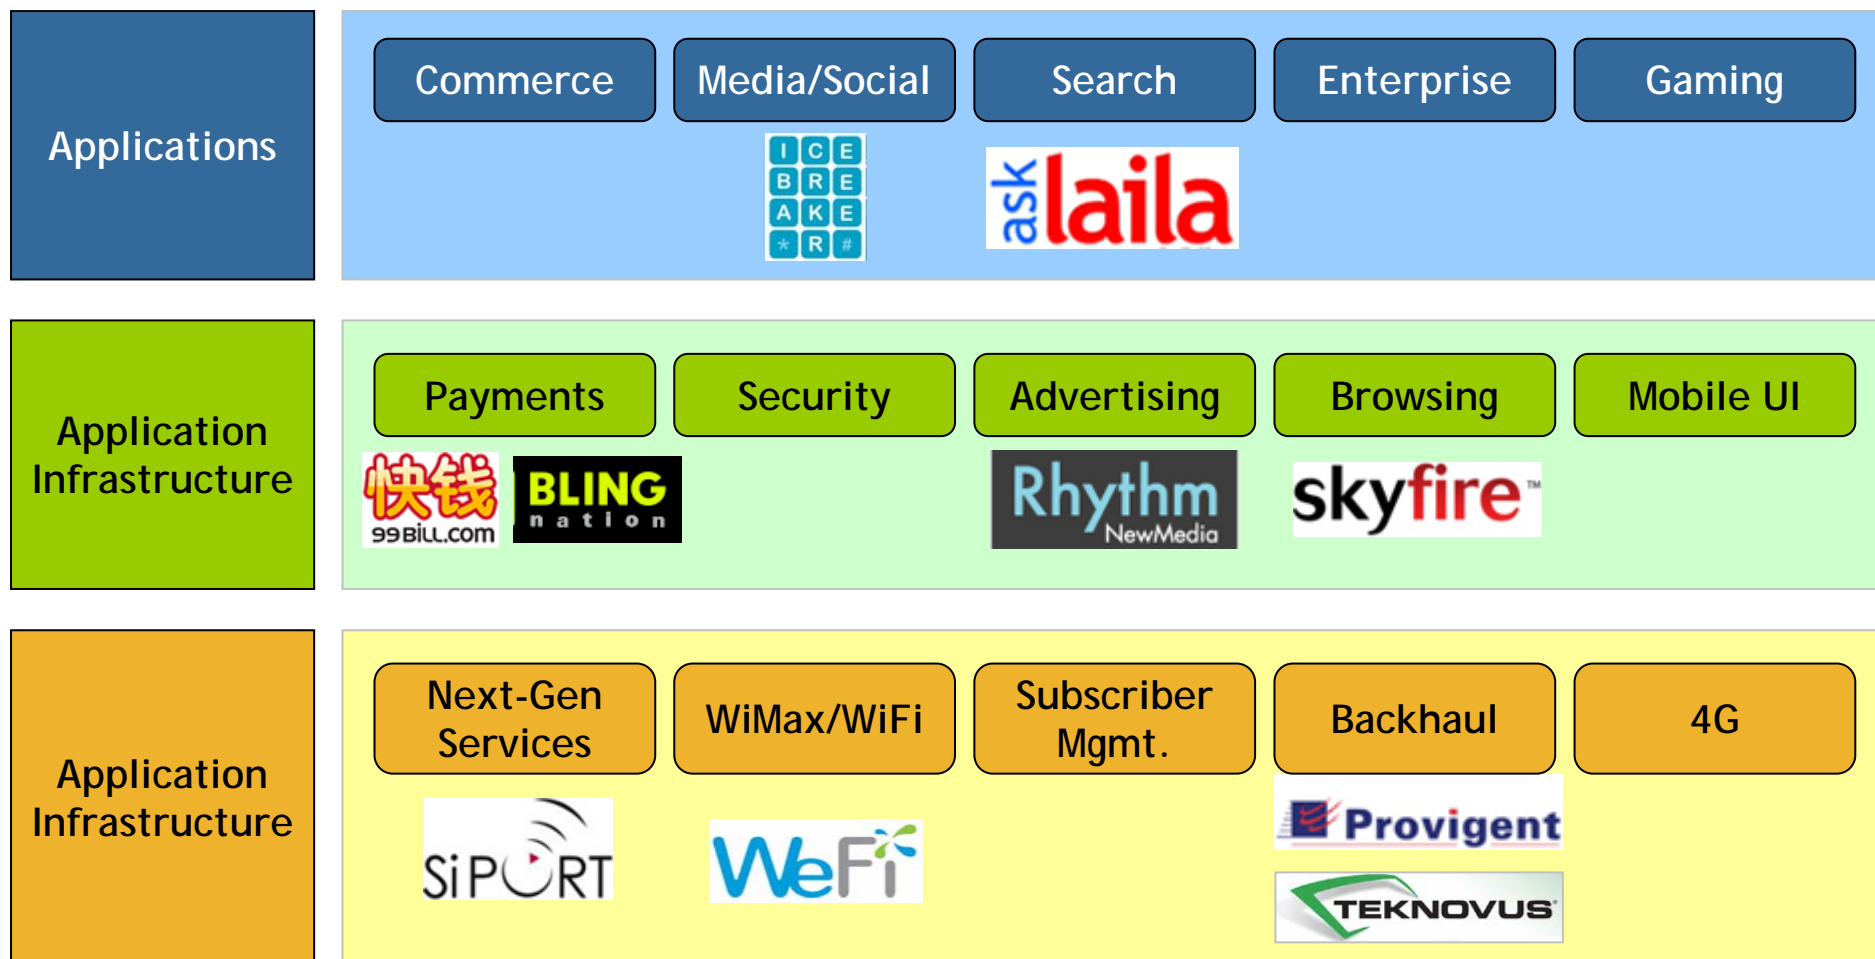 Applications
Commerce
Media/Social
Search
Enterprise
Gaming
I C E
B R E
A K E
* R #
ask laila
Application
Infrastructure
Payments
Security
Advertising
Browsing
Mobile UI
快钱
99BiLL.com
BLING
nation
Rhythm
NewMedia
skyfire™
Application
Infrastructure
Next-Gen
Services
WiMax/WiFi
Subscriber
Mgmt.
Backhaul
4G
SiPORT
WeFi
Provigent
TEKNOVUS